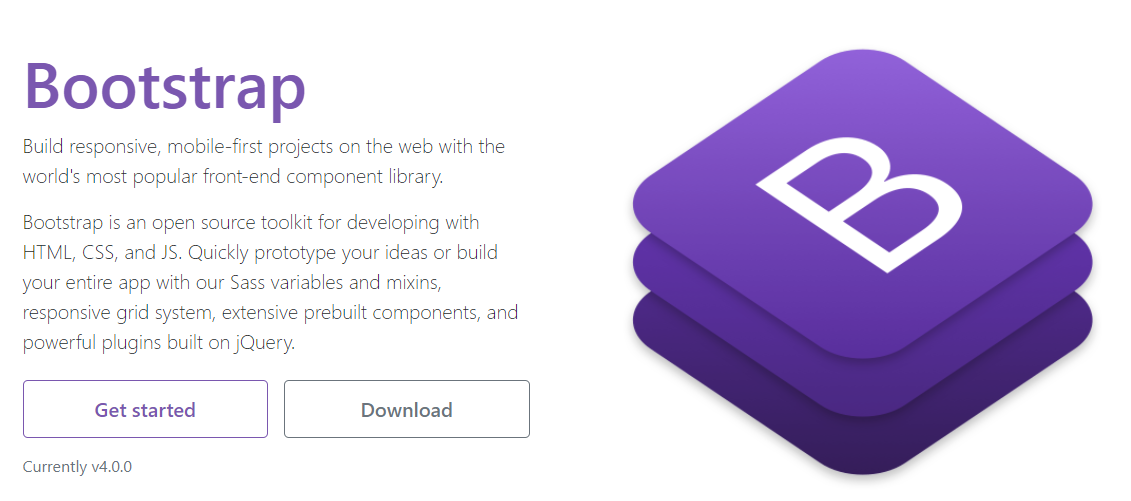 Bootstrap
Build responsive, mobile-first projects on the web with the
world's most popular front-end component library.
Bootstrap is an open source toolkit for developing with
HTML, CSS, and JS. Quickly prototype your ideas or build
your entire app with our Sass variables and mixins,
responsive grid system, extensive prebuilt components, and
powerful plugins built on jQuery.
Get started
Download
Currently v4.0.0
B